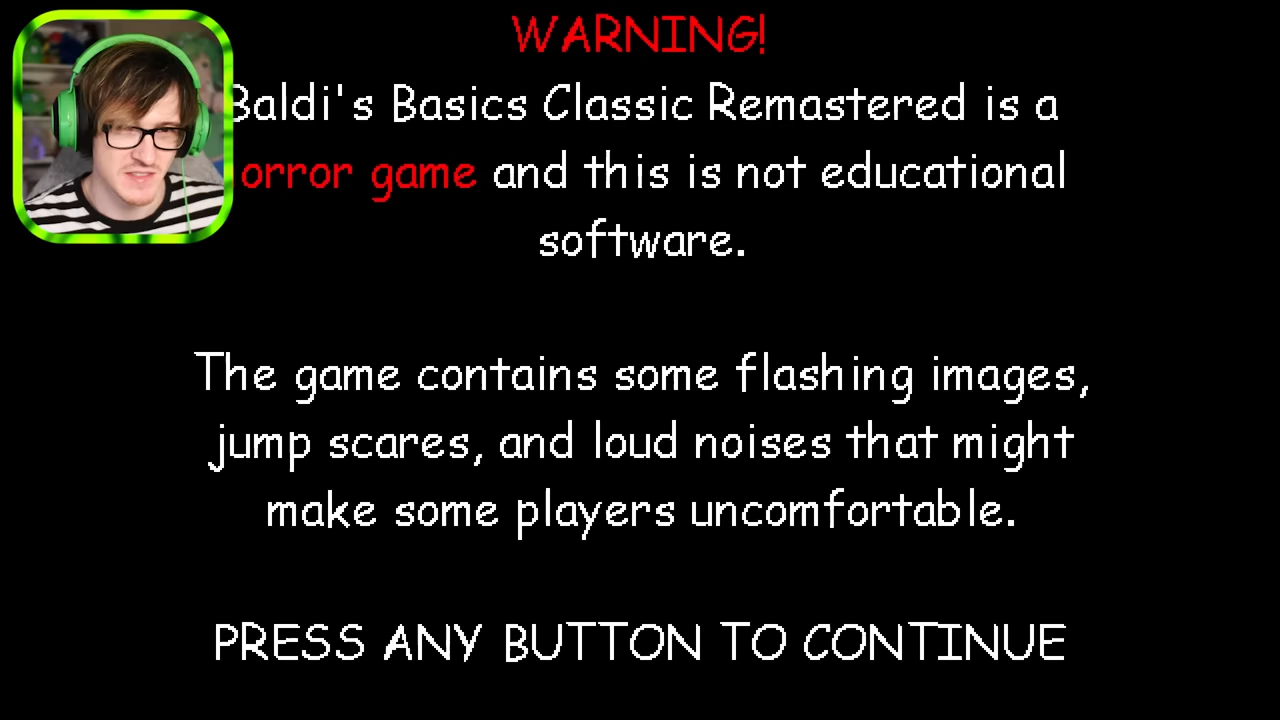 WARNING!
Baldi's Basics Classic Remastered is a
orror game and this is not educational
software.
The game contains some flashing images,
jump scares, and loud noises that might
make some players uncomfortable.
PRESS ANY BUTTON TO CONTINUE